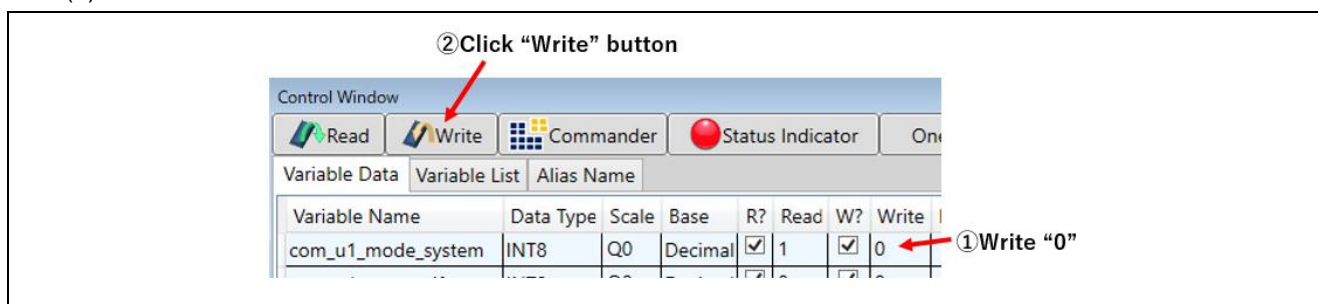 ②Click “Write” button
Control Window
Read Write Commander Status Indicator On
Variable Data Variable List Alias Name
Variable Name Data Type Scale Base R? Read W? Write
com_u1_mode_system INT8 Q0 Decimal 1 0
①Write “0”